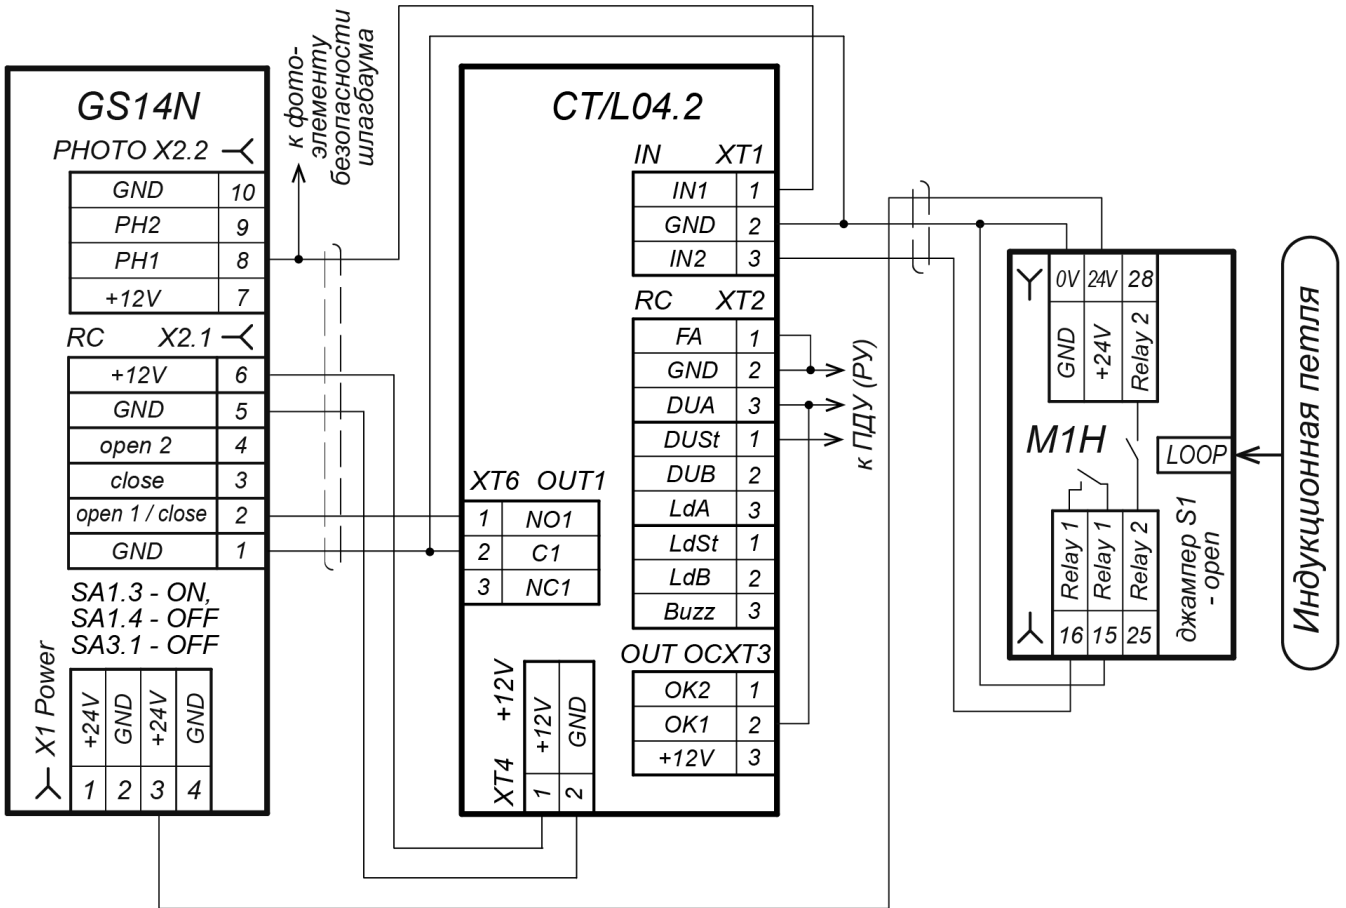 GS14N
PHOTO X2.2
GND 10
PH2 9
PH1 8
+12V 7
RC X2.1
+12V 6
GND 5
open 2 4
close 3
open 1 / close 2
GND 1
SA1.3 - ON,
SA1.4 - OFF
SA3.1 - OFF
X1 Power
+24V 1
GND 2
+24V 3
GND 4
к фото-
элементу
безопасности
шлагбаума
CT/L04.2
IN XT1
IN1 1
GND 2
IN2 3
RC XT2
FA 1
GND 2
DUA 3
DUSt 1
DUB 2
LdA 3
LdSt 1
LdB 2
Buzz 3
к ПДУ (РУ)
XT6 OUT1
1 NO1
2 C1
3 NC1
OUT OCXT3
OK2 1
OK1 2
+12V 3
XT4 +12V
1 +12V
2 GND
0V 24V 28
GND
+24V
Relay 2
M1H
LOOP
Relay 1
Relay 1
Relay 2
16 15 25
джампер S1
- open
Индукционная петля